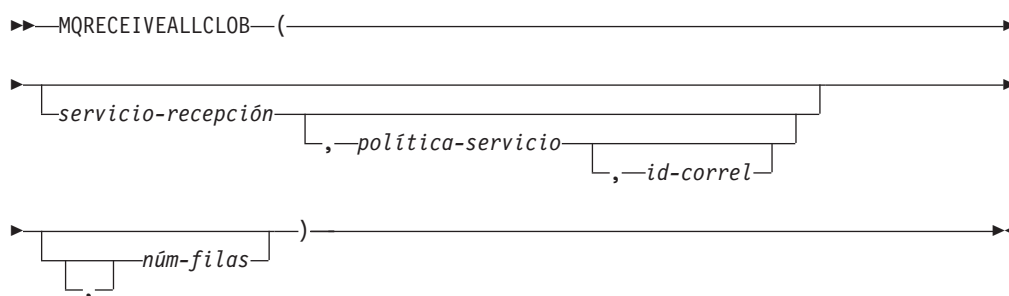 MQRECEIVEALLCLOB (
servicio-recepción
, política-servicio
, id-correl
)
núm-filas
,